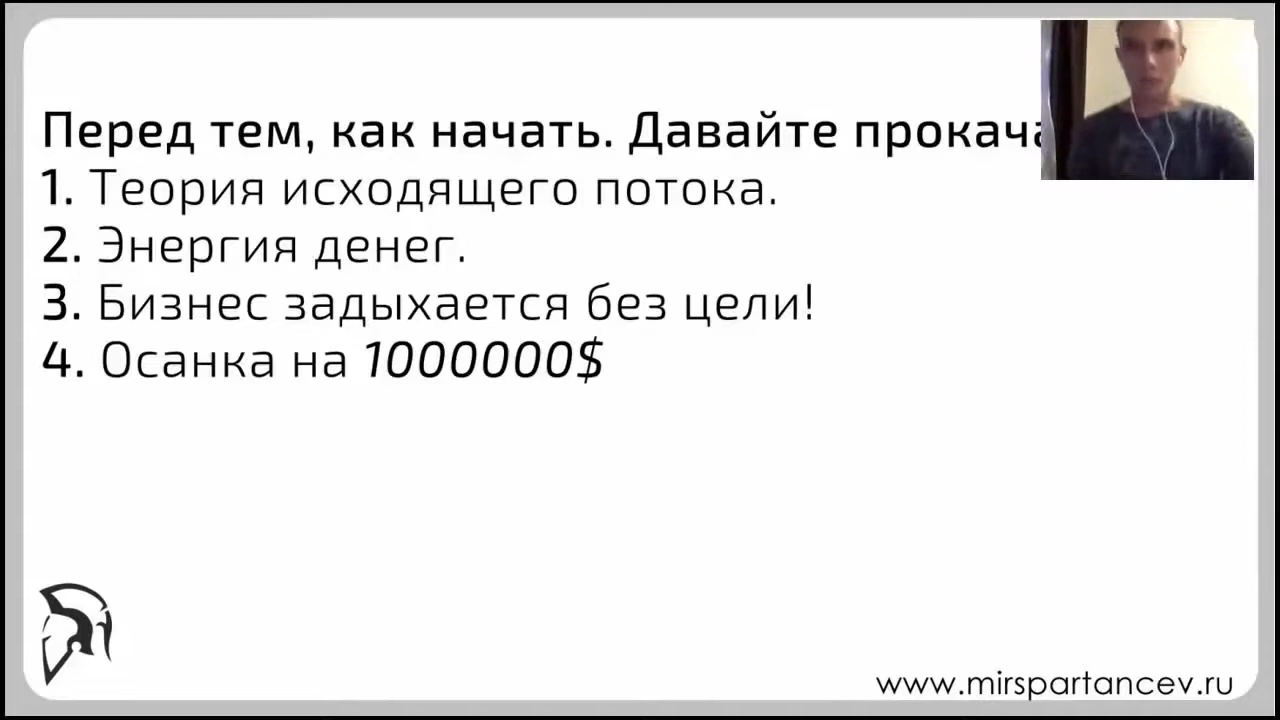 Перед тем, как начать. Давайте
1. Теория исходящего потока.
2. Энергия денег.
3. Бизнес задыхается без цели!
4. Осанка на 1000000$
www.mirspartancev.ru